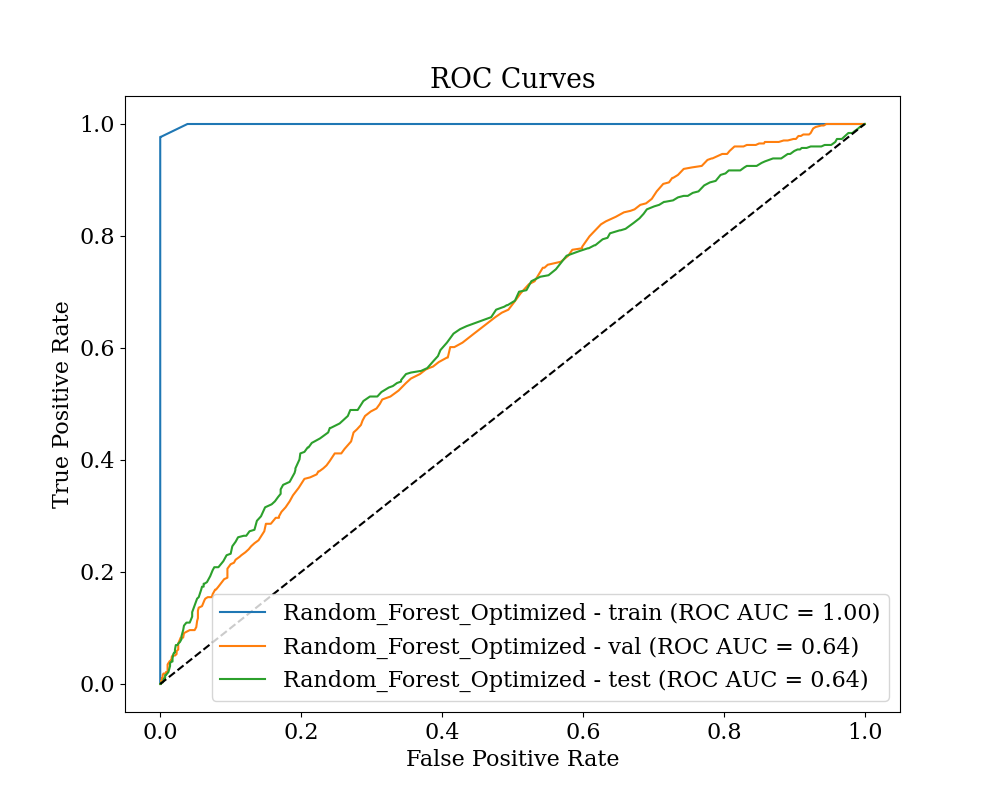 ROC Curves
True Positive Rate
1.0
0.8
0.6
0.4
0.2
0.0
Random_Forest_Optimized - train (ROC AUC = 1.00)
Random_Forest_Optimized - val (ROC AUC = 0.64)
Random_Forest_Optimized - test (ROC AUC = 0.64)
0.0 0.2 0.4 0.6 0.8 1.0
False Positive Rate